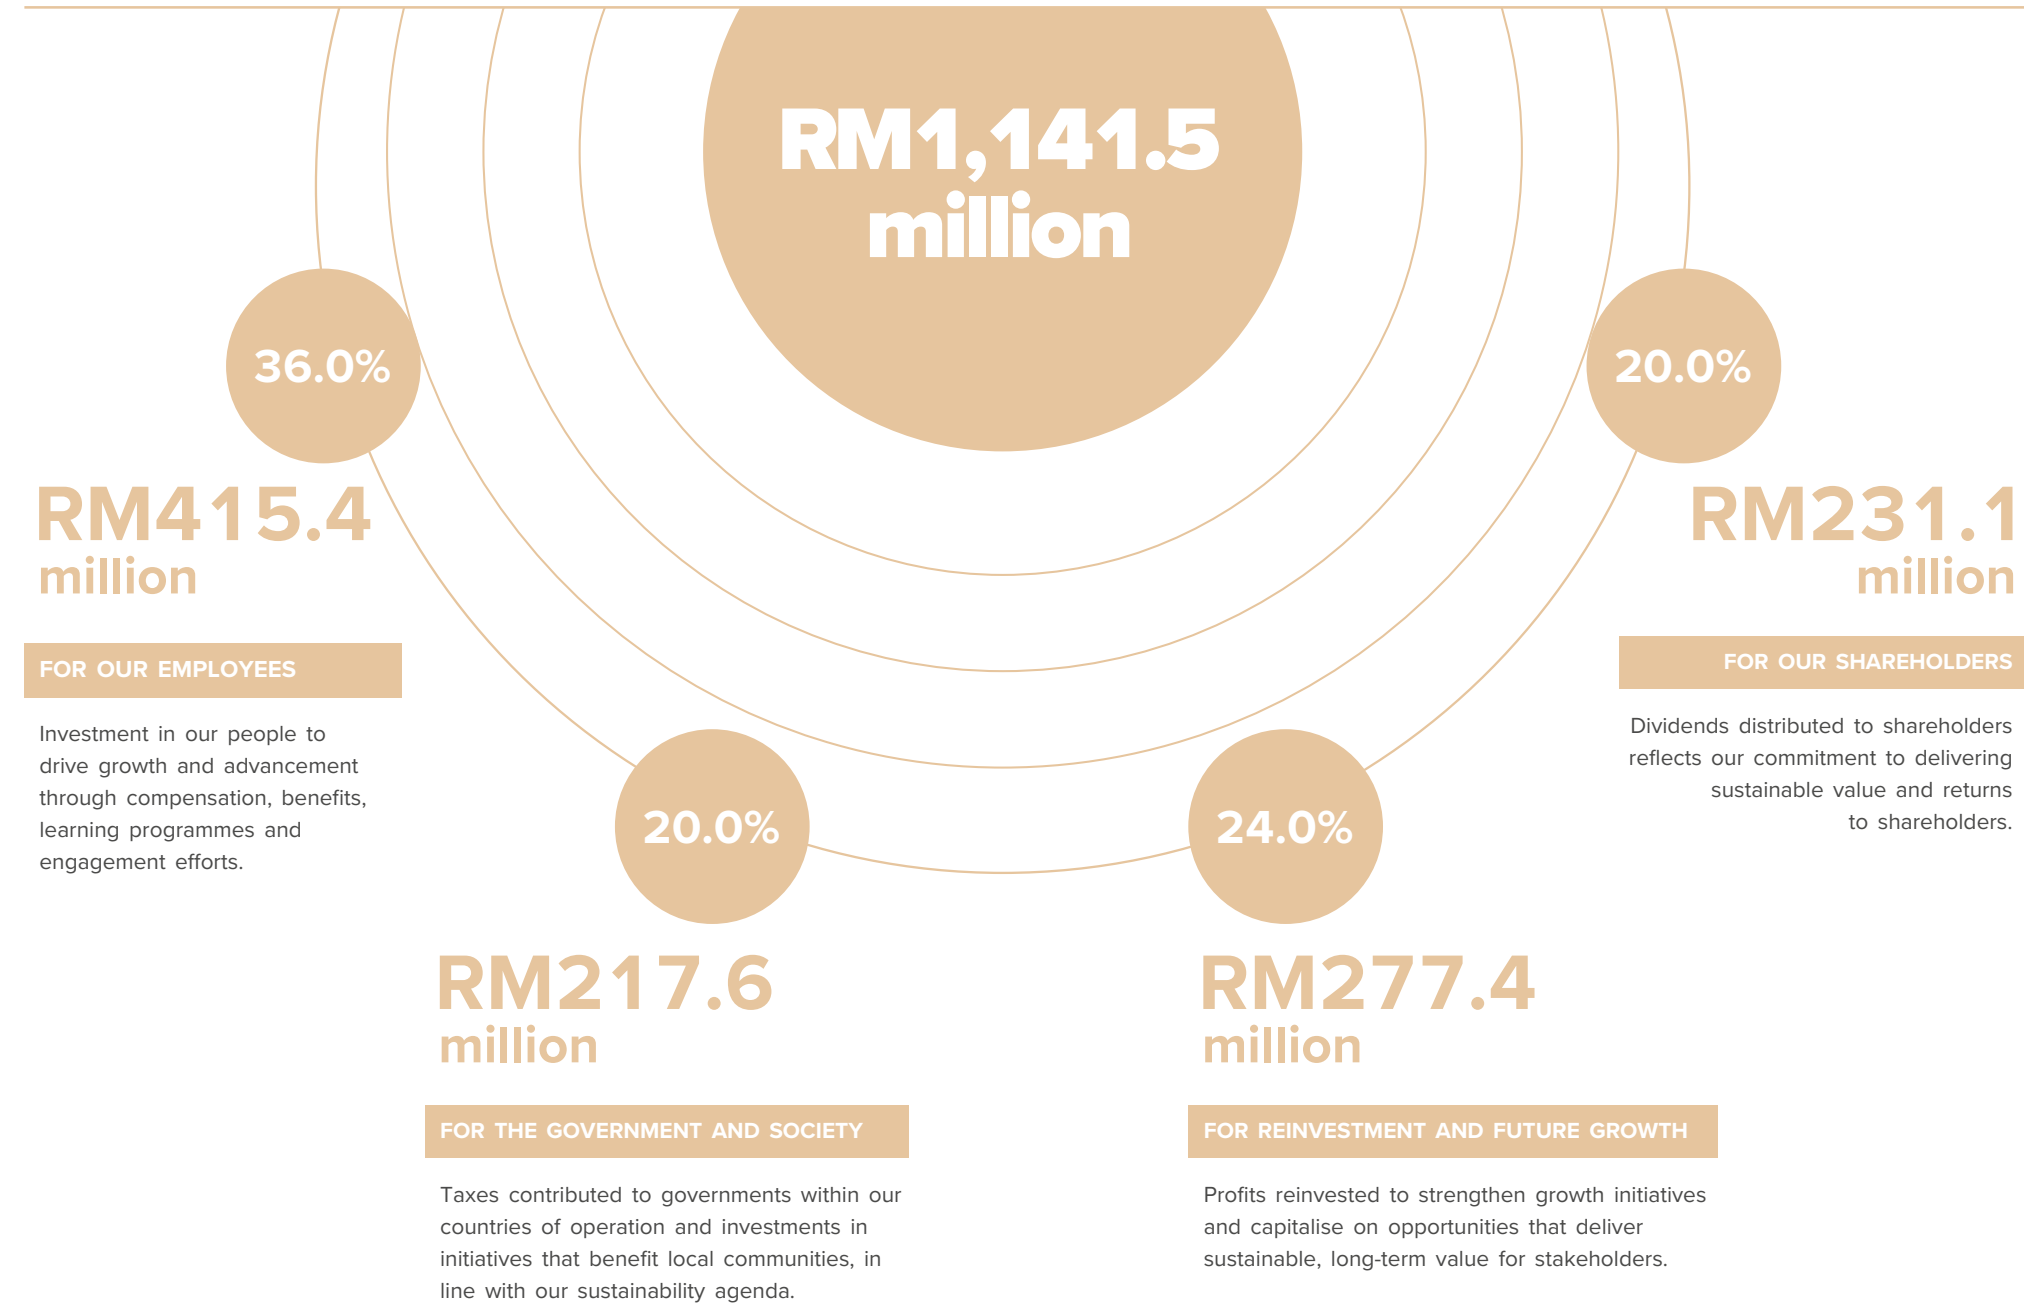 RM1,141.5
million
36.0%
RM415.4
million
FOR OUR EMPLOYEES
Investment in our people to
drive growth and advancement
through compensation, benefits,
learning programmes and
engagement efforts.
20.0%
RM217.6
million
FOR THE GOVERNMENT AND SOCIETY
Taxes contributed to governments within our
countries of operation and investments in
initiatives that benefit local communities, in
line with our sustainability agenda.
24.0%
RM277.4
million
FOR REINVESTMENT AND FUTURE GROWTH
Profits reinvested to strengthen growth initiatives
and capitalise on opportunities that deliver
sustainable, long-term value for stakeholders.
20.0%
RM231.1
million
FOR OUR SHAREHOLDERS
Dividends distributed to shareholders
reflects our commitment to delivering
sustainable value and returns
to shareholders.